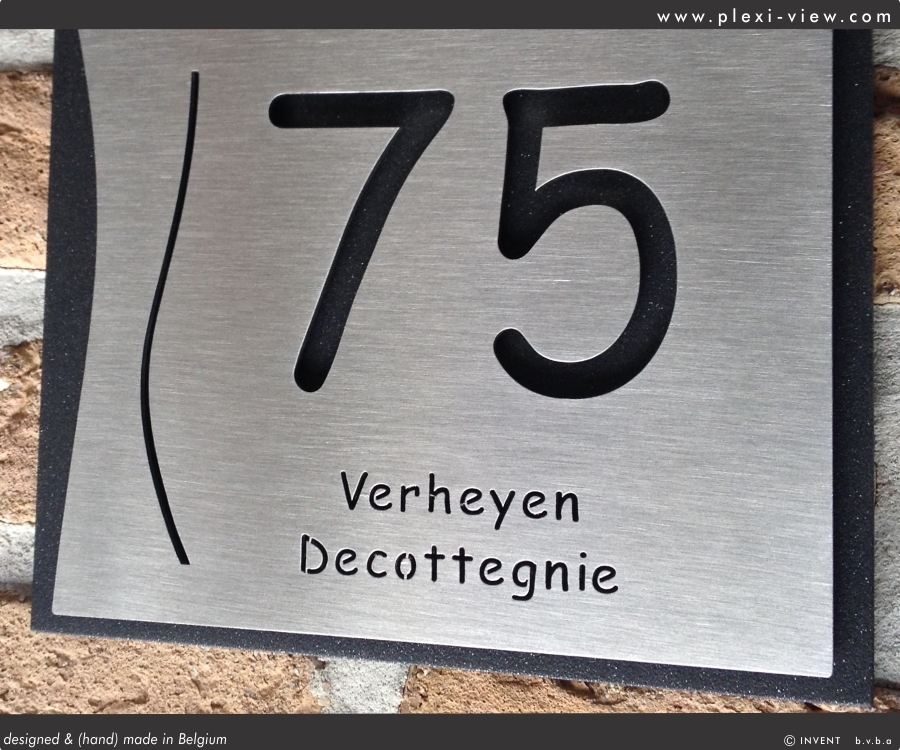 www.plexi-view.com
75
Verheyen
Decottegnie
designed & (hand) made in Belgium
© INVENT b.v.b.a